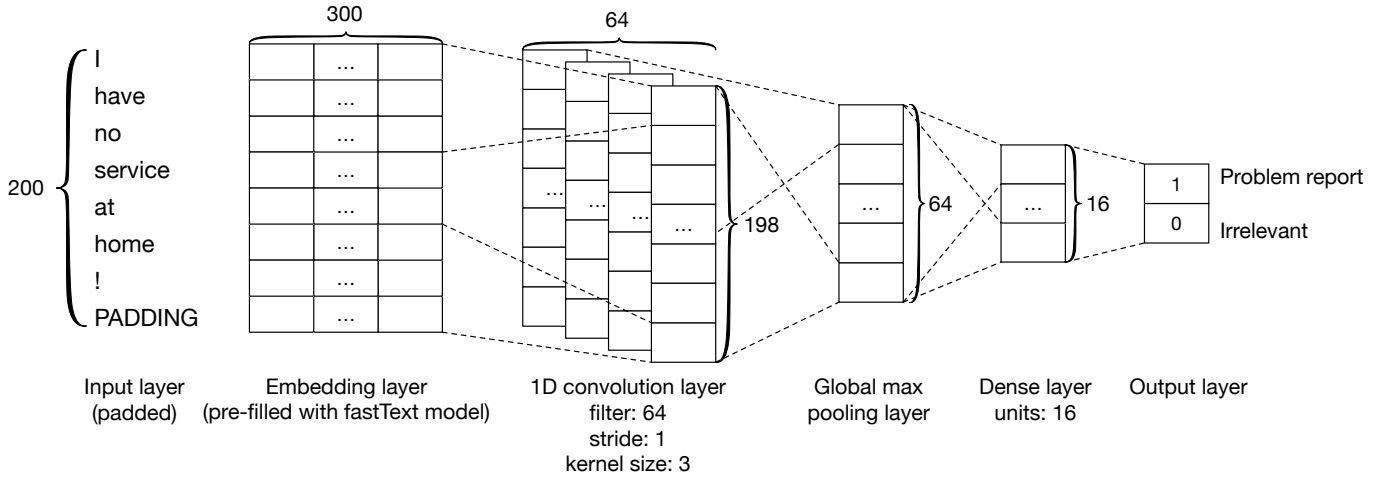 300
64
200
I
have
no
service
at
home
!
PADDING
...
...
...
...
...
...
...
...
...
...
...
...
198
...
64
...
16
1
0
Problem report
Irrelevant
Input layer
(padded)
Embedding layer
(pre-filled with fastText model)
1D convolution layer
filter: 64
stride: 1
kernel size: 3
Global max
pooling layer
Dense layer
units: 16
Output layer